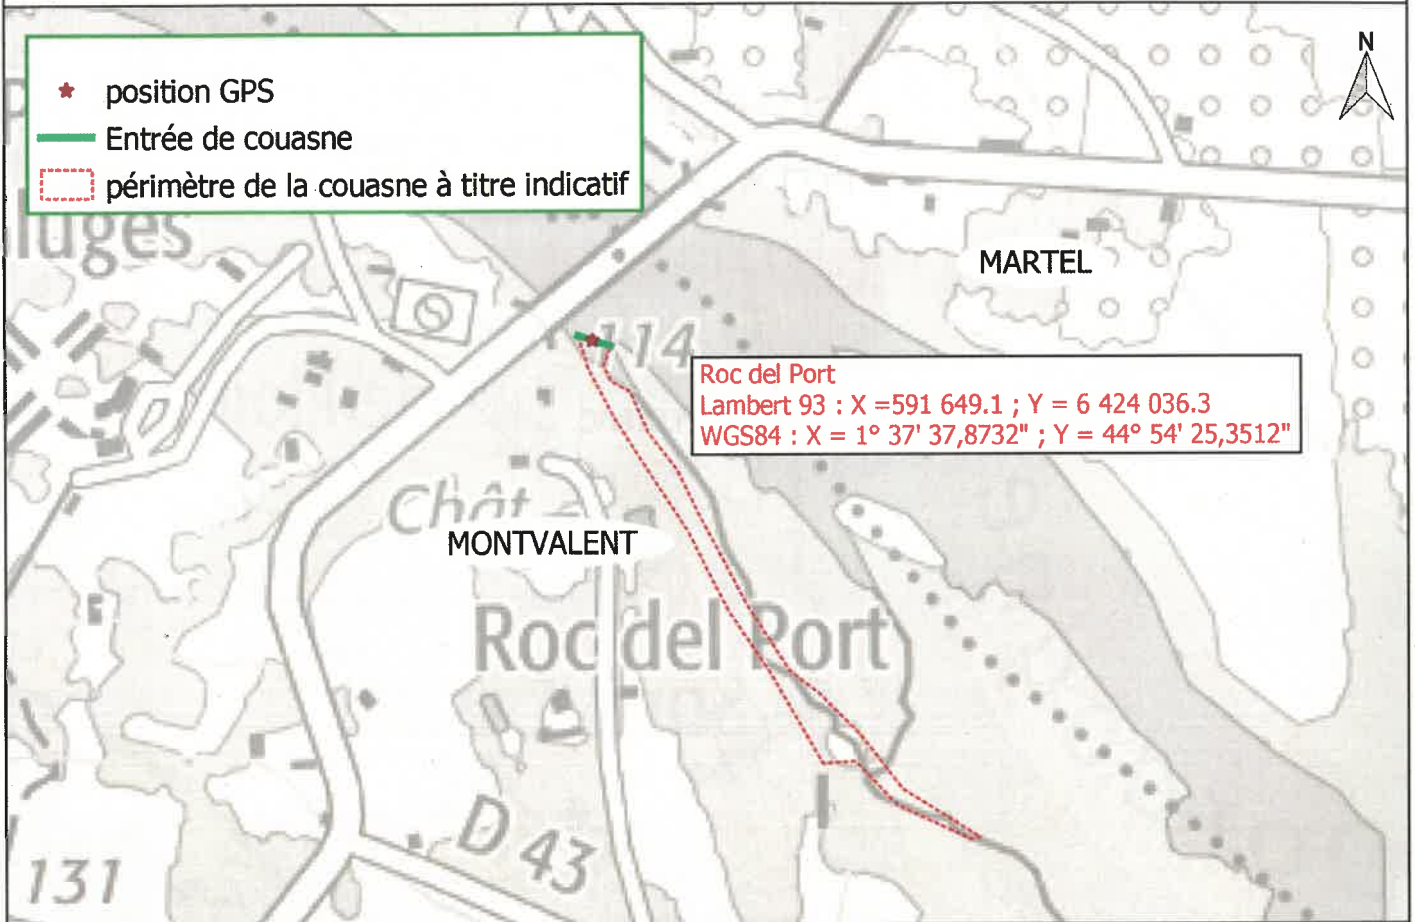 position GPS
Entrée de couasne
périmètre de la couasne à titre indicatif
N
MARTEL
114
Roc del Port
Lambert 93 : X =591 649.1 ; Y = 6 424 036.3
WGS84 : X = 1° 37' 37,8732" ; Y = 44° 54' 25,3512"
Chât
MONTVALENT
Roc del Port
D 43
131